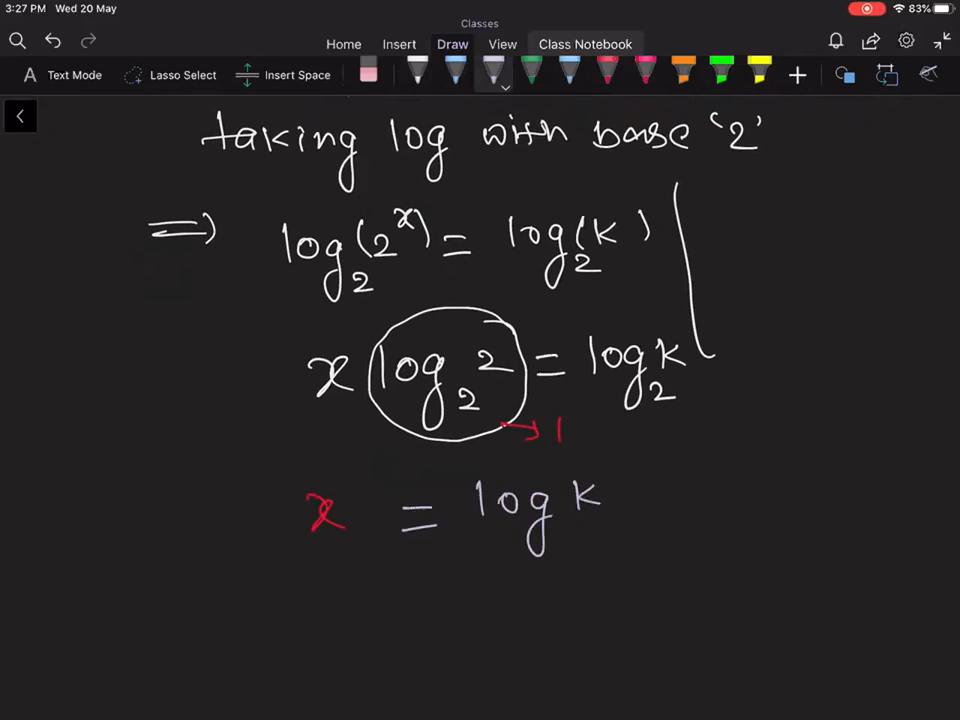 3:27 PM Wed 20 May 83%
Classes
Home Insert Draw View Class Notebook
A Text Mode Lasso Select Insert Space
taking log with base '2'
=> log₂(2ˣ) = log₂(k)
x log₂ 2 = log₂ k
→ 1
x = log k